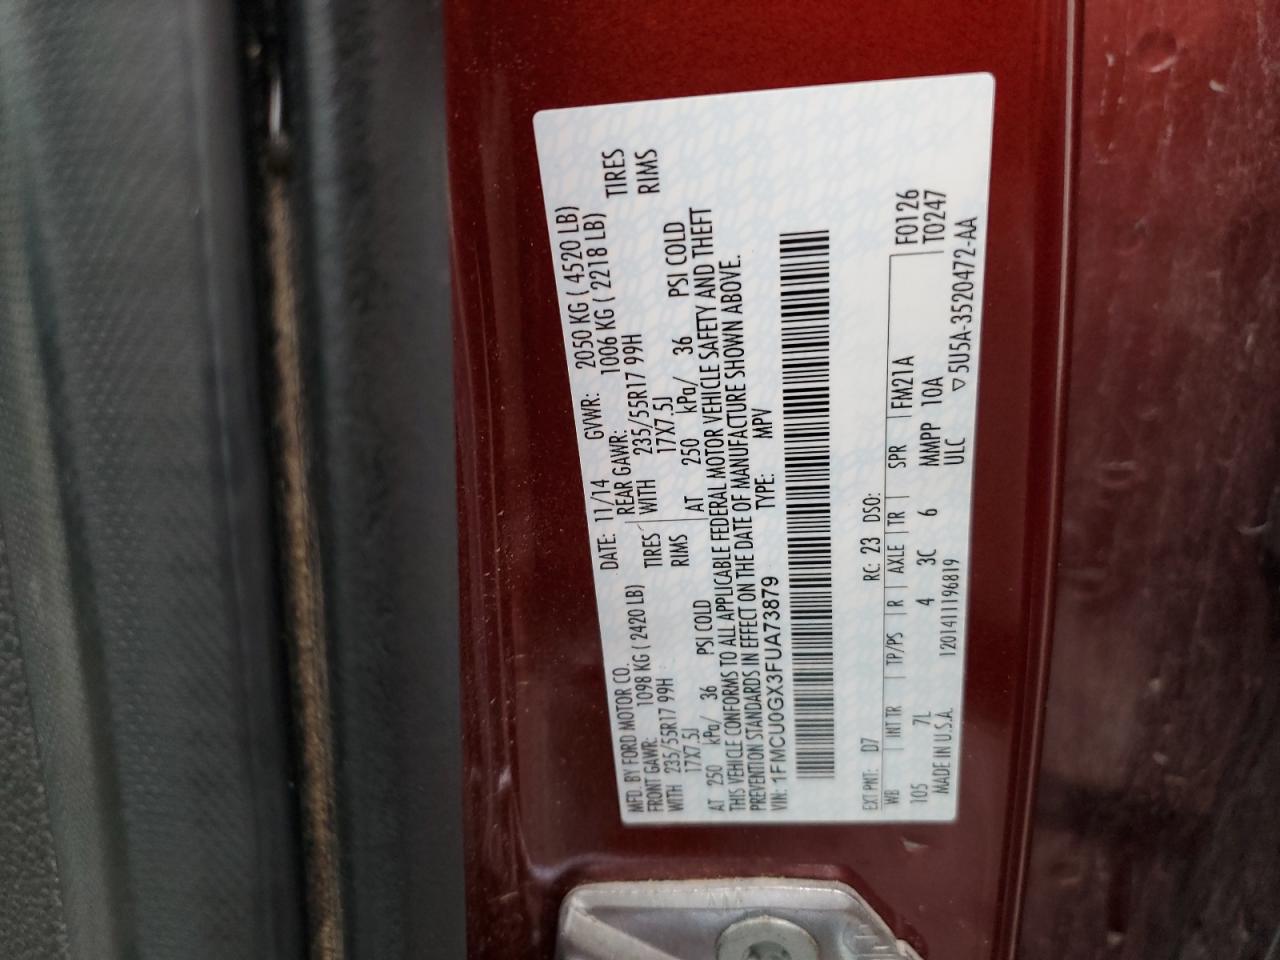 MFD. BY FORD MOTOR CO.
DATE: 11/14 GVWR: 2050 KG ( 4520 LB)
FRONT GAWR: 1098 KG ( 2420 LB) REAR GAWR: 1006 KG ( 2218 LB)
WITH 235/55R17 99H TIRES WITH 235/55R17 99H TIRES
17X7.5J RIMS 17X7.5J RIMS
AT 250 kPa/ 36 PSI COLD AT 250 kPa/ 36 PSI COLD
THIS VEHICLE CONFORMS TO ALL APPLICABLE FEDERAL MOTOR VEHICLE SAFETY AND THEFT
PREVENTION STANDARDS IN EFFECT ON THE DATE OF MANUFACTURE SHOWN ABOVE.
VIN: 1FMCU0GX3FUA73879 TYPE: MPV
EXT PNT: D7 RC: 23 DSO:
WB INT TR TP/PS R AXLE TR SPR F0126
105 7L 4 3C 6 FM21A T0247
MMPP 10A
MADE IN U.S.A. 1201411196819 ULC ▽5U5A-3520472-AA